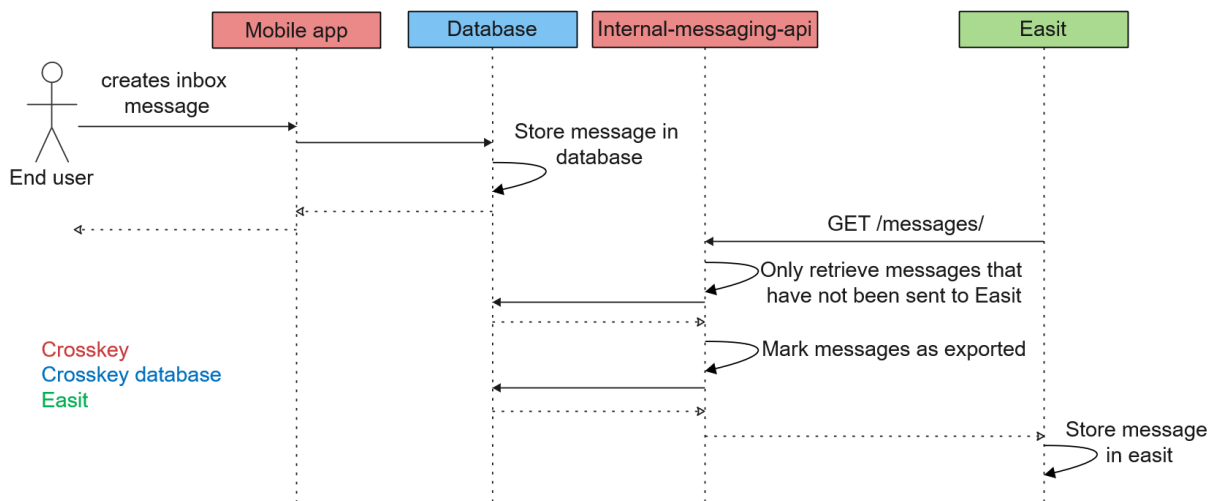 Mobile app
Database
Internal-messaging-api
Easit
creates inbox
message
End user
Store message in
database
GET /messages/
Only retrieve messages that
have not been sent to Easit
Mark messages as exported
Crosskey
Crosskey database
Easit
Store message
in easit